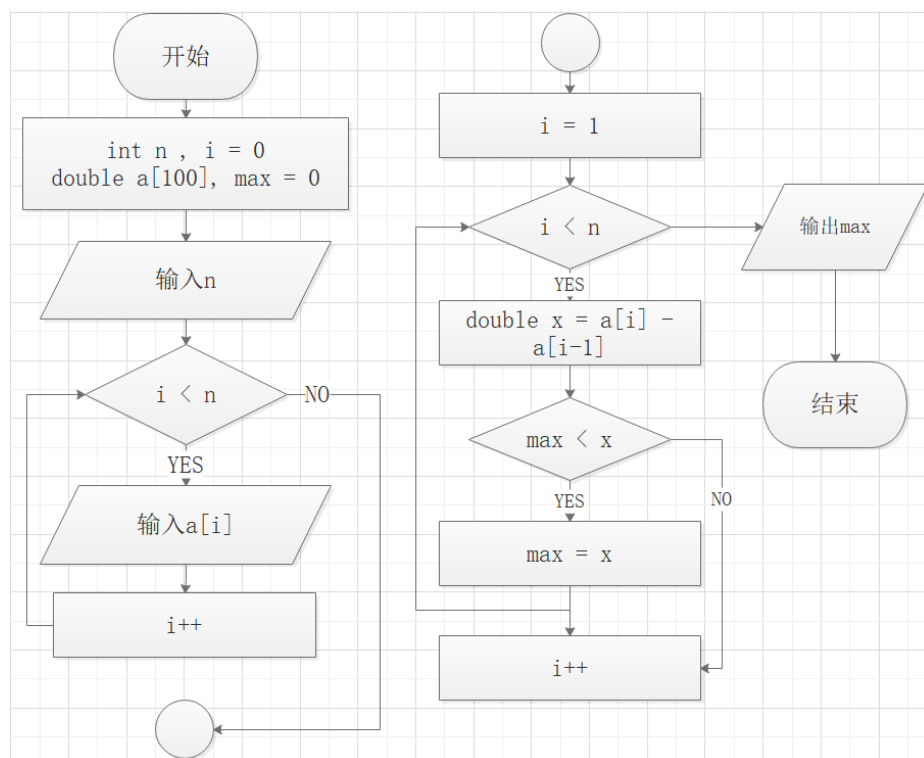 开始
int n , i = 0
double a[100], max = 0
输入n
i < n
NO
YES
输入a[i]
i++
i = 1
i < n
YES
double x = a[i] -
a[i-1]
max < x
YES
NO
max = x
i++
输出max
结束